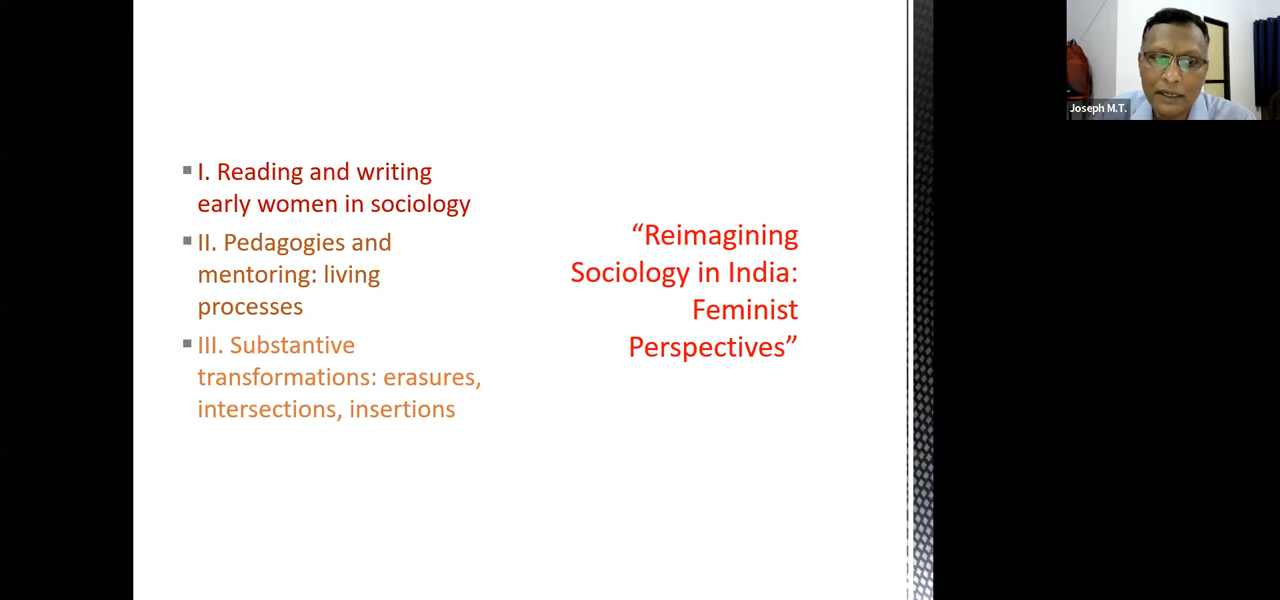 I. Reading and writing
early women in sociology
II. Pedagogies and
mentoring: living
processes
III. Substantive
transformations: erasures,
intersections, insertions
“Reimagining
Sociology in India:
Feminist
Perspectives”
Joseph M.T.